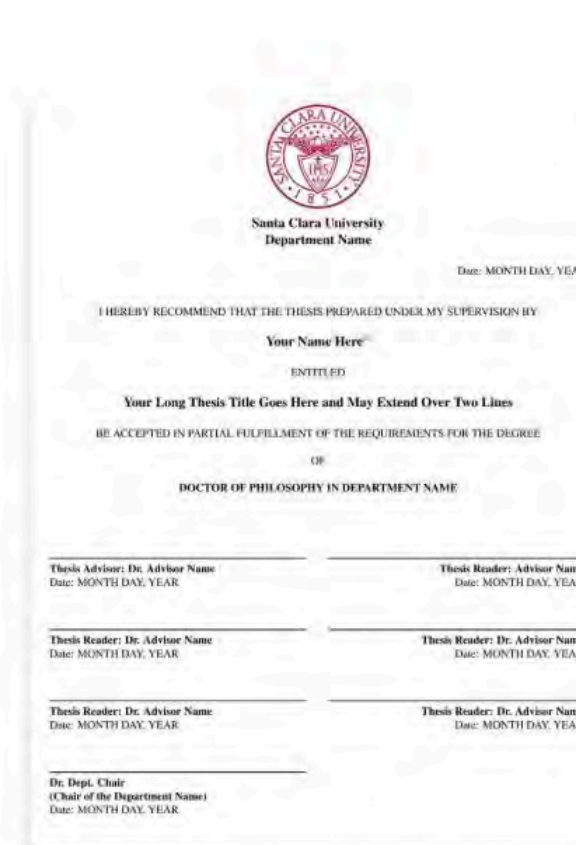 SANTA CLARA UNIVERSITY
IHS
1851
Santa Clara University
Department Name
Date: MONTH DAY, YEA
I HEREBY RECOMMEND THAT THE THESIS PREPARED UNDER MY SUPERVISION BY
Your Name Here
ENTITLED
Your Long Thesis Title Goes Here and May Extend Over Two Lines
BE ACCEPTED IN PARTIAL FULFILLMENT OF THE REQUIREMENTS FOR THE DEGREE
OF
DOCTOR OF PHILOSOPHY IN DEPARTMENT NAME
Thesis Advisor: Dr. Advisor Name
Date: MONTH DAY, YEAR
Thesis Reader: Advisor Nam
Date: MONTH DAY, YEA
Thesis Reader: Dr. Advisor Name
Date: MONTH DAY, YEAR
Thesis Reader: Dr. Advisor Nam
Date: MONTH DAY, YEA
Thesis Reader: Dr. Advisor Name
Date: MONTH DAY, YEAR
Thesis Reader: Dr. Advisor Nam
Date: MONTH DAY, YEA
Dr. Dept. Chair
(Chair of the Department Name)
Date: MONTH DAY, YEAR